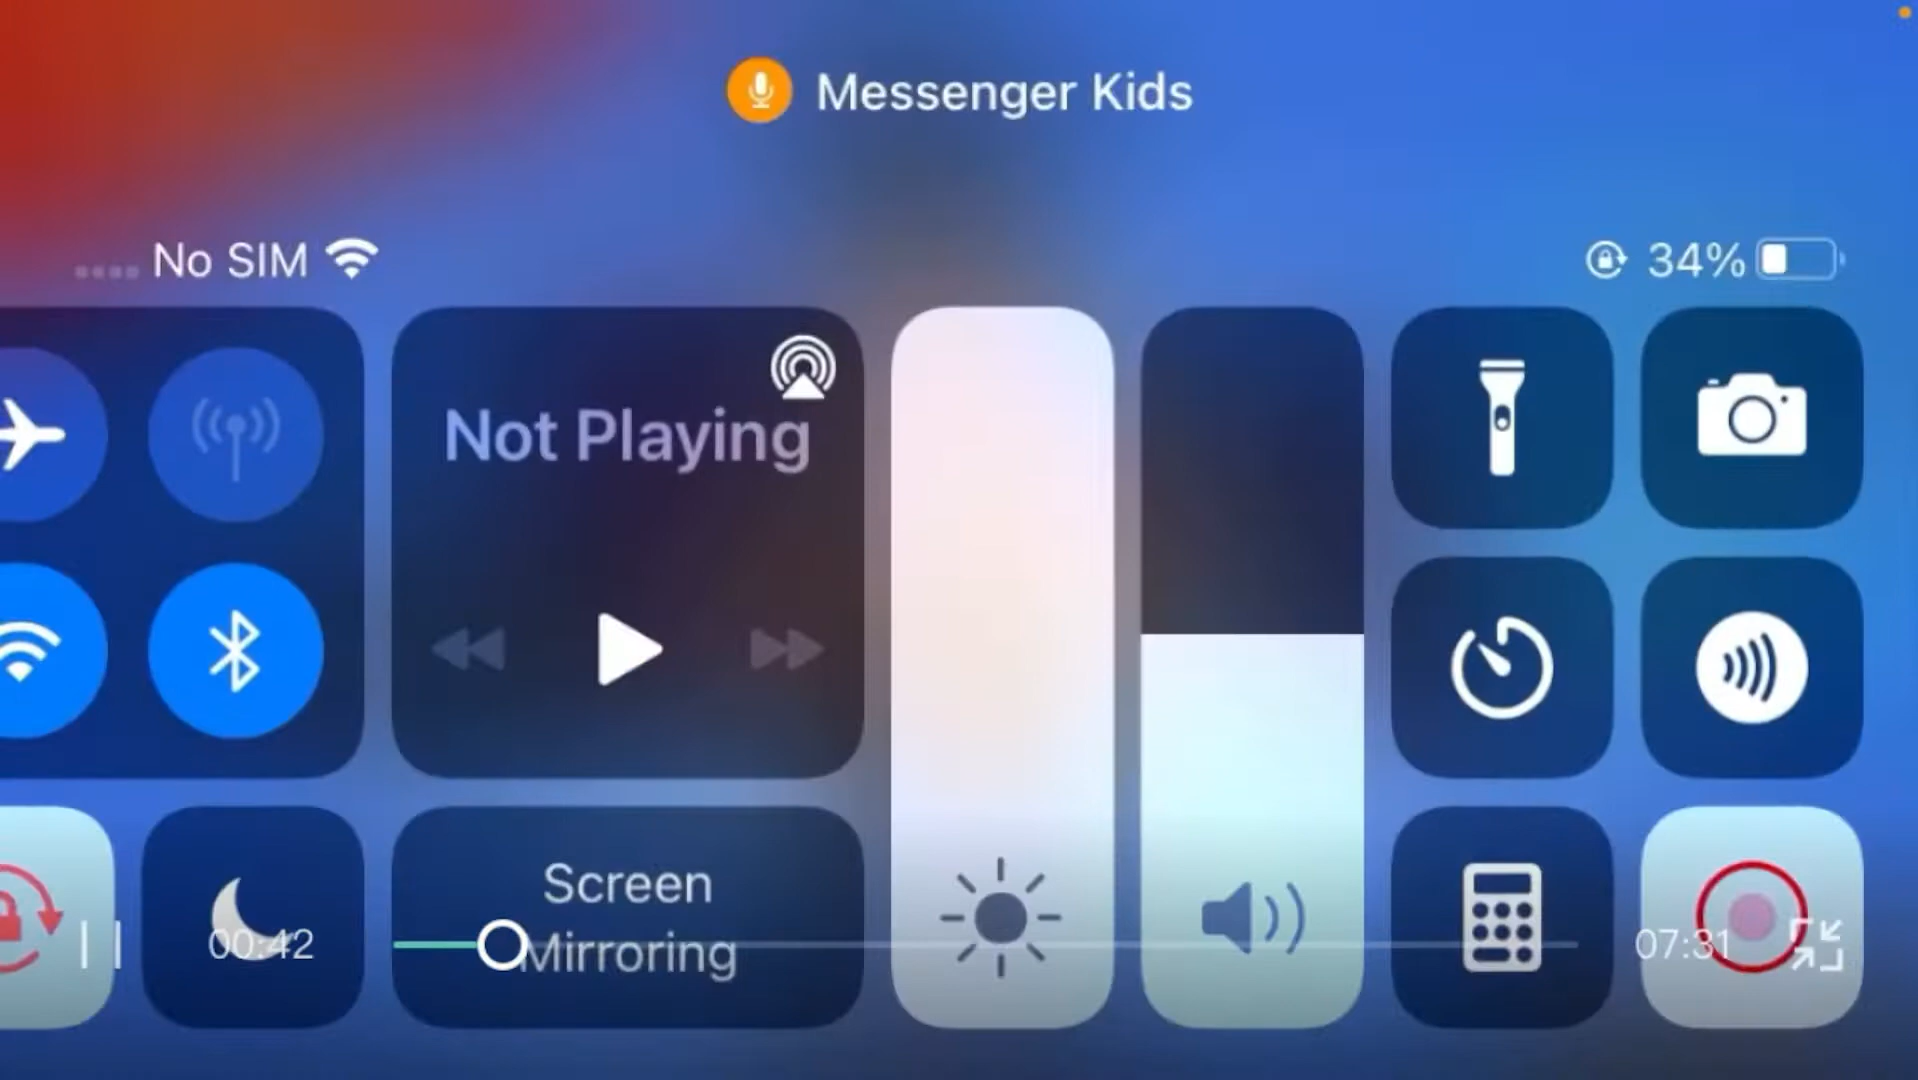 Messenger Kids
No SIM
34%
Not Playing
Screen
Mirroring
00:42
07:31